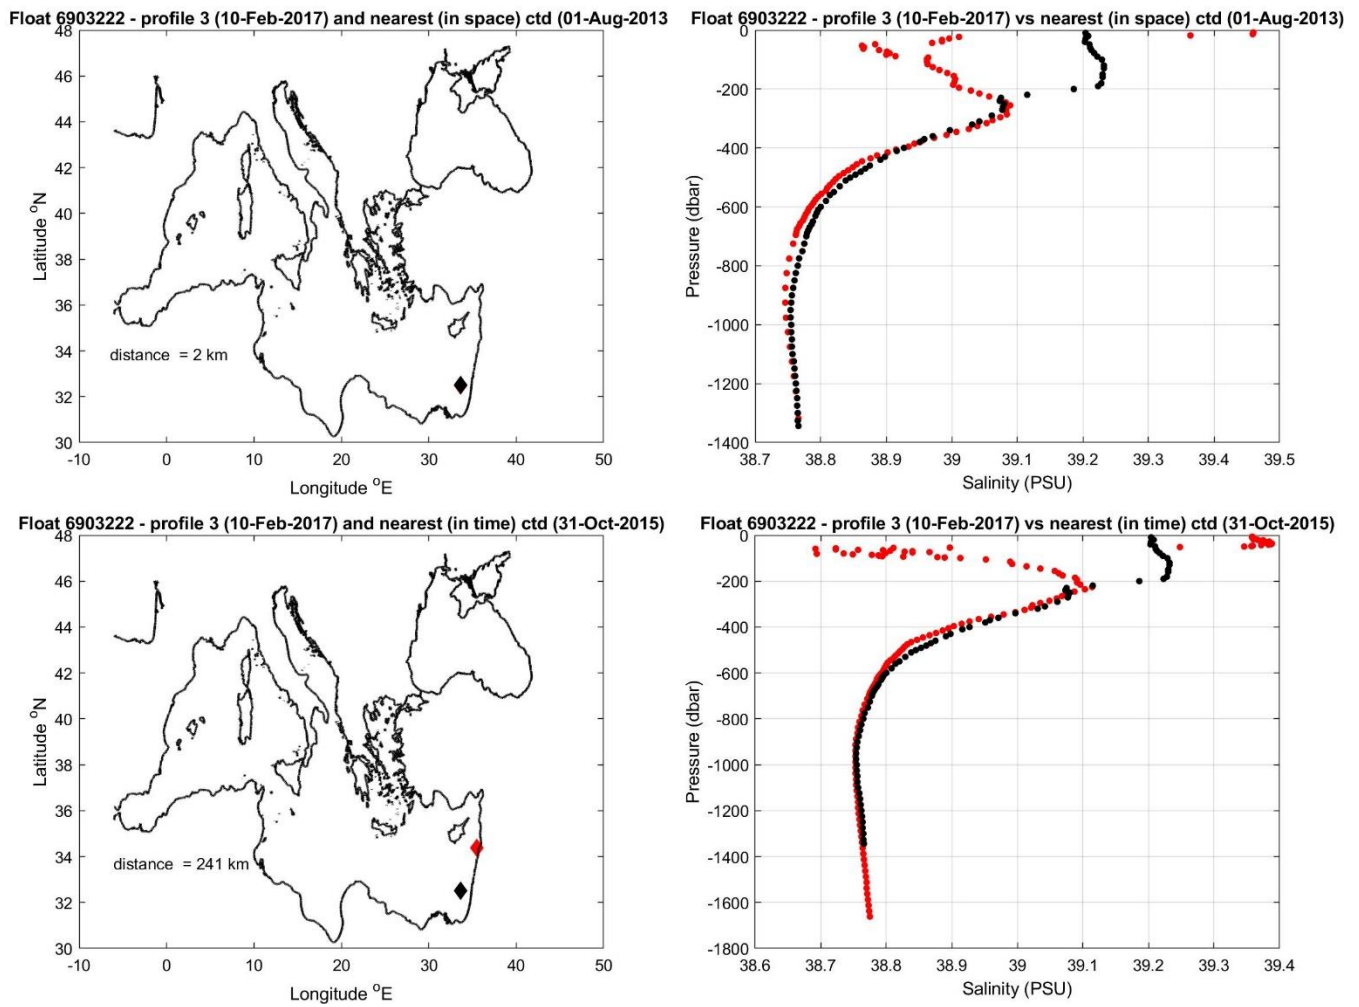 Float 6903222 - profile 3 (10-Feb-2017) and nearest (in space) ctd (01-Aug-2013
48
46
44
42
40
38
36
34
32
30
Latitude °N
distance = 2 km
-10 0 10 20 30 40 50
Longitude °E
Float 6903222 - profile 3 (10-Feb-2017) vs nearest (in space) ctd (01-Aug-2013)
0
-200
-400
-600
-800
-1000
-1200
-1400
Pressure (dbar)
38.7 38.8 38.9 39 39.1 39.2 39.3 39.4 39.5
Salinity (PSU)
Float 6903222 - profile 3 (10-Feb-2017) and nearest (in time) ctd (31-Oct-2015)
48
46
44
42
40
38
36
34
32
30
Latitude °N
distance = 241 km
-10 0 10 20 30 40 50
Longitude °E
Float 6903222 - profile 3 (10-Feb-2017) vs nearest (in time) ctd (31-Oct-2015)
0
-200
-400
-600
-800
-1000
-1200
-1400
-1600
-1800
Pressure (dbar)
38.6 38.7 38.8 38.9 39 39.1 39.2 39.3 39.4
Salinity (PSU)